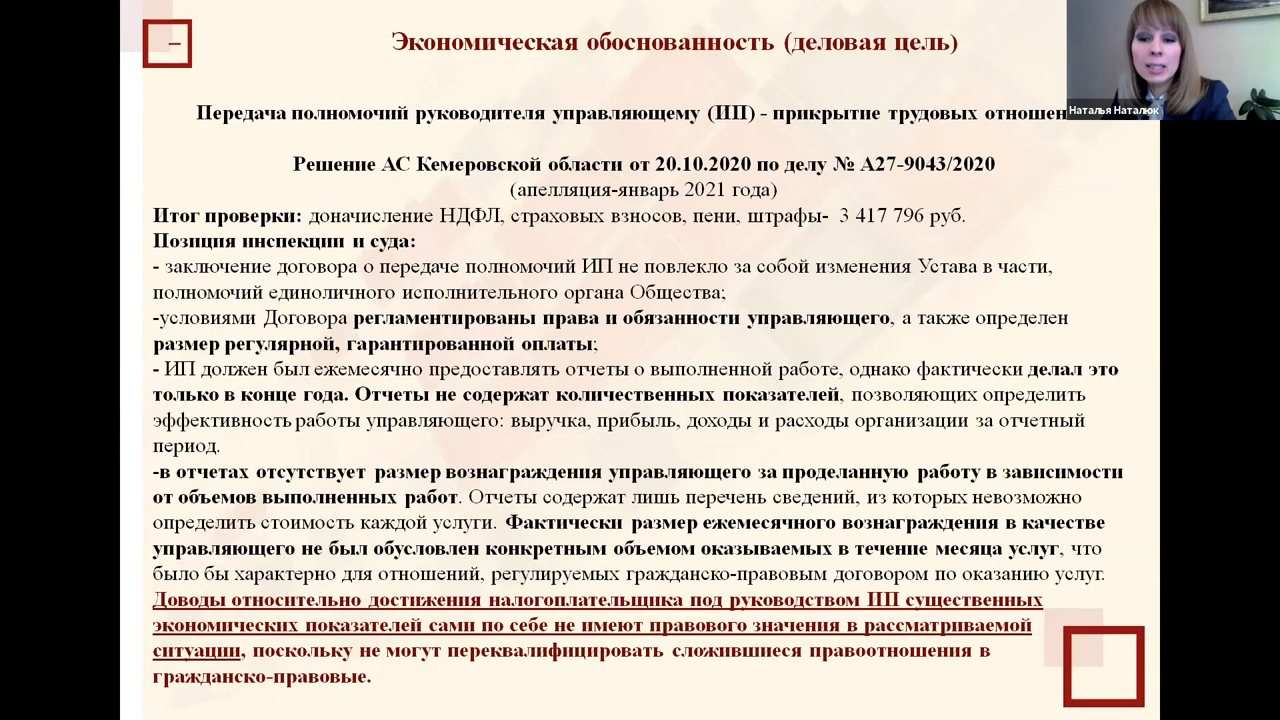 Экономическая обоснованность (деловая цель)
Наталья Наталюк
Передача полномочий руководителя управляющему (ИП) - прикрытие трудовых
Решение АС Кемеровской области от 20.10.2020 по делу № А27-9043/2020
(апелляция-январь 2021 года)
Итог проверки: доначисление НДФЛ, страховых взносов, пени, штрафы- 3 417 796 руб.
Позиция инспекции и суда:
- заключение договора о передаче полномочий ИП не повлекло за собой изменения Устава в части,
полномочий единоличного исполнительного органа Общества;
-условиями Договора регламентированы права и обязанности управляющего, а также определен
размер регулярной, гарантированной оплаты;
- ИП должен был ежемесячно предоставлять отчеты о выполненной работе, однако фактически делал это
только в конце года. Отчеты не содержат количественных показателей, позволяющих определить
эффективность работы управляющего: выручка, прибыль, доходы и расходы организации за отчетный
период.
-в отчетах отсутствует размер вознаграждения управляющего за проделанную работу в зависимости
от объемов выполненных работ. Отчеты содержат лишь перечень сведений, из которых невозможно
определить стоимость каждой услуги. Фактически размер ежемесячного вознаграждения в качестве
управляющего не был обусловлен конкретным объемом оказываемых в течение месяца услуг, что
было бы характерно для отношений, регулируемых гражданско-правовым договором по оказанию услуг.
Доводы относительно достижения налогоплательщика под руководством ИП существенных
экономических показателей сами по себе не имеют правового значения в рассматриваемой
ситуации, поскольку не могут переквалифицировать сложившиеся правоотношения в
гражданско-правовые.